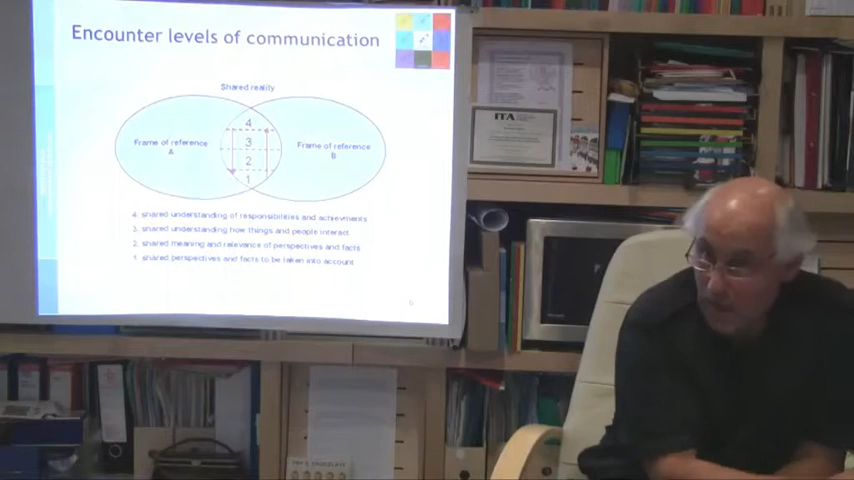 Encounter levels of communication
Shared reality
Frame of reference
A
4
3
2
1
Frame of reference
B
4. shared understanding of responsibilities and achievments
3. shared understanding how things and people interact
2. shared meaning and relevance of perspectives and facts
1. shared perspectives and facts to be taken into account
6
ITA